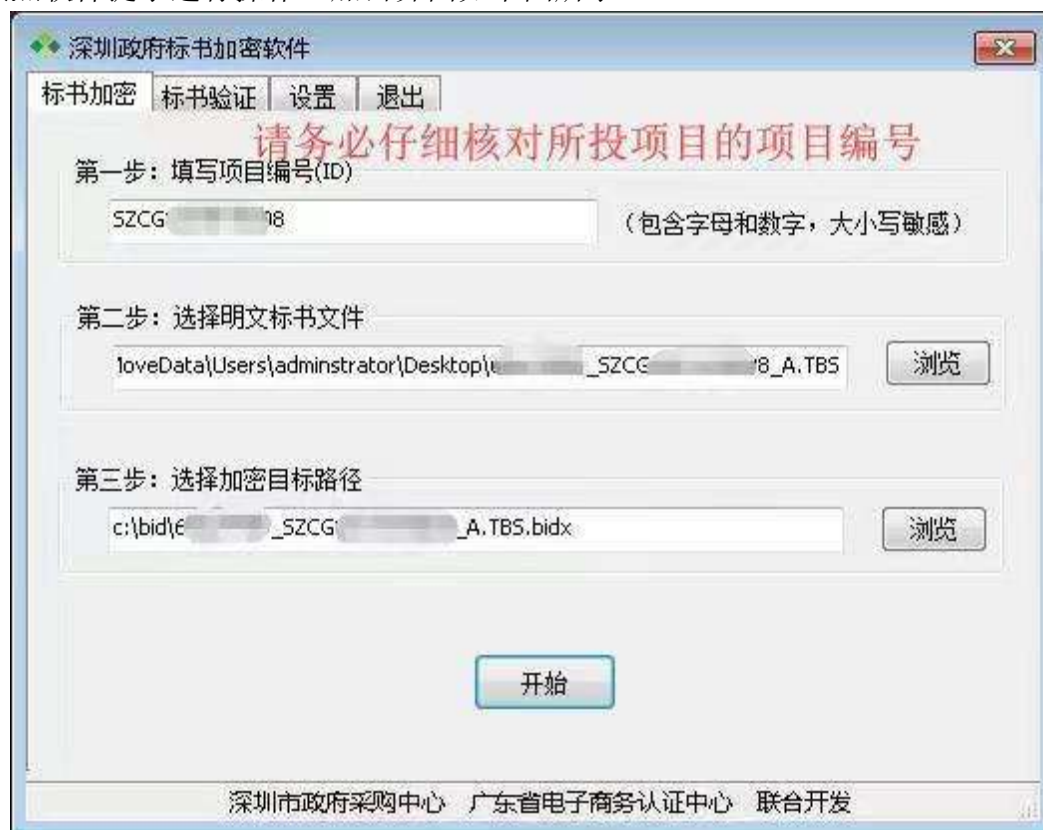 深圳政府标书加密软件
标书加密 标书验证 设置 退出
请务必仔细核对所投项目的项目编号
第一步：填写项目编号(ID)
SZCG 08 （包含字母和数字，大小写敏感）
第二步：选择明文标书文件
loveData\Users\adminstrator\Desktop\ _SZCG 8_A.TBS 浏览
第三步：选择加密目标路径
c:\bid\6 _SZCG _A.TBS.bidx 浏览
开始
深圳市政府采购中心 广东省电子商务认证中心 联合开发